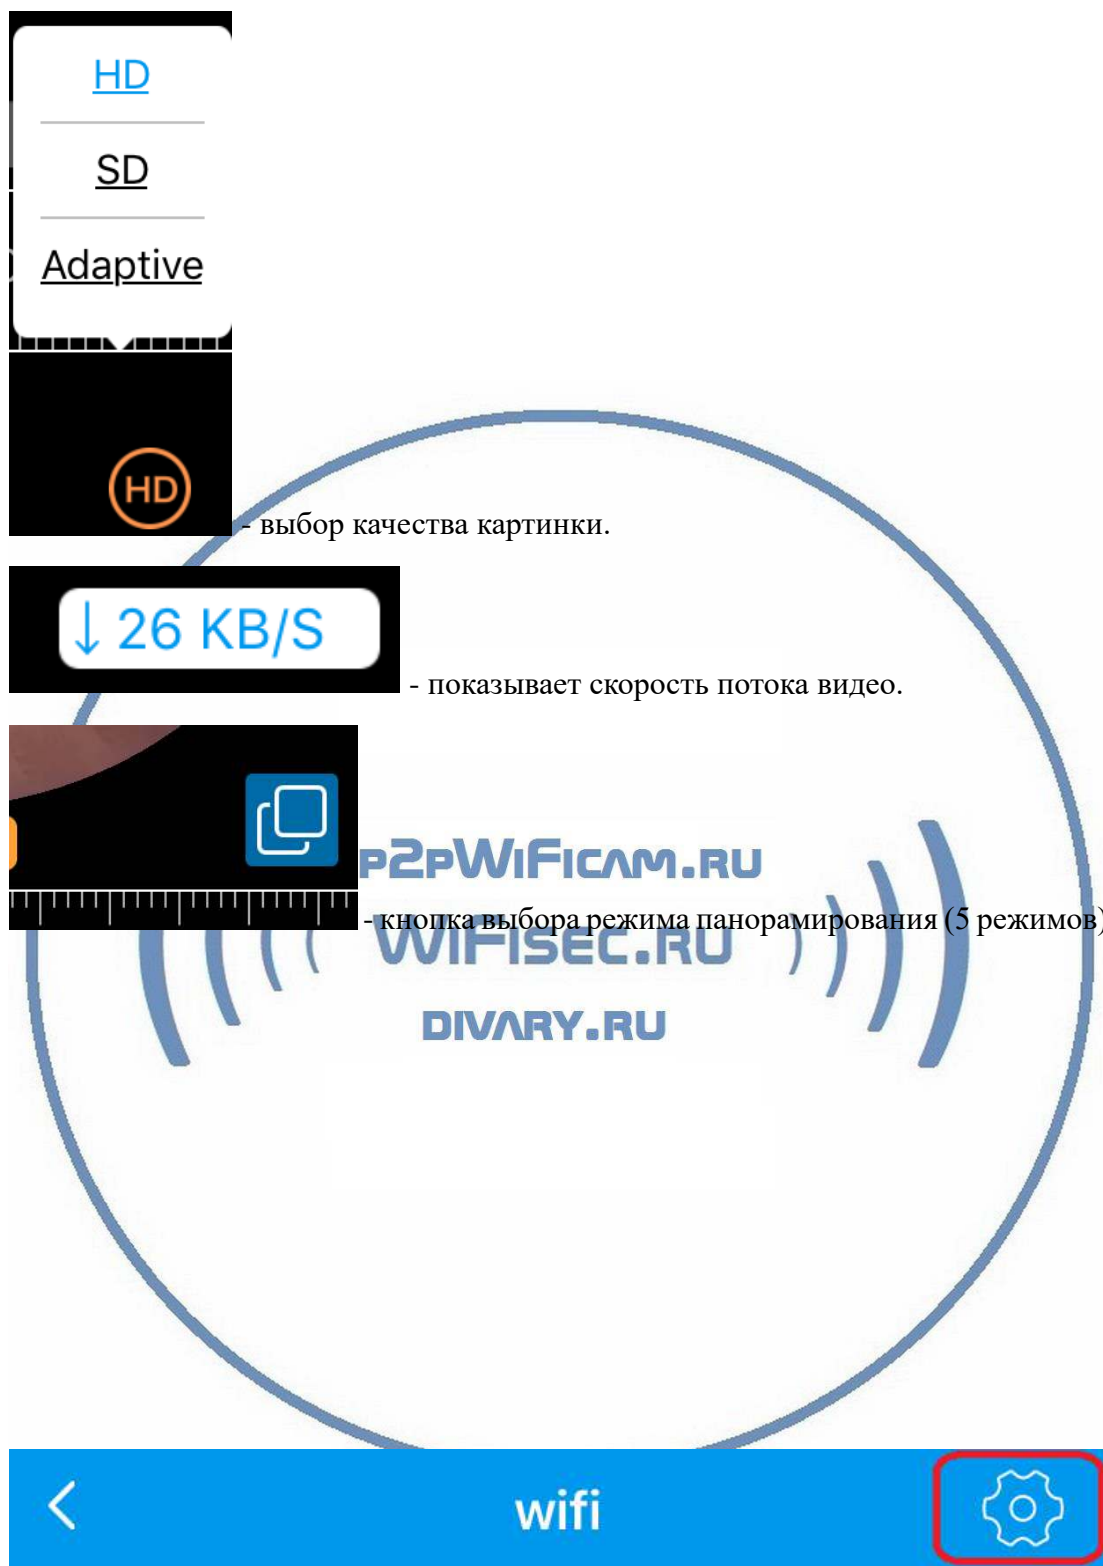 HD
SD
Adaptive
HD
- выбор качества картинки.
↓ 26 KB/S
- показывает скорость потока видео.
P2PWIFICAM.RU
- кнопка выбора режима панорамирования (5 режимов)
WIFISEC.RU
DIVARY.RU
wifi